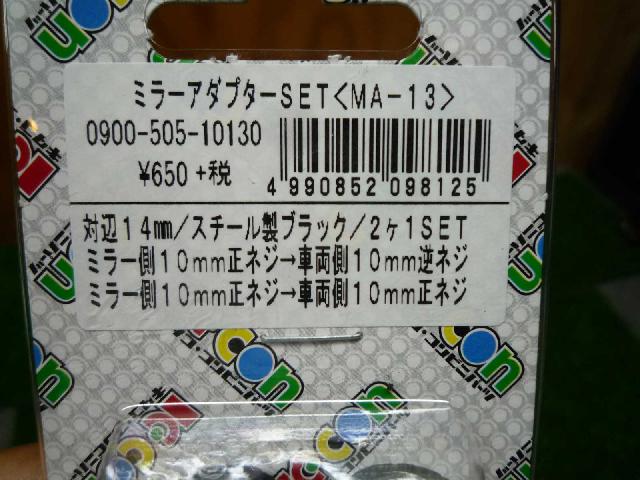 ミラーアダプターSET<MA-13>
0900-505-10130
¥650 +税
4 990852 098125
対辺14mm/スチール製ブラック/2ヶ1SET
ミラー側10mm正ネジ→車両側10mm逆ネジ
ミラー側10mm正ネジ→車両側10mm正ネジ
con